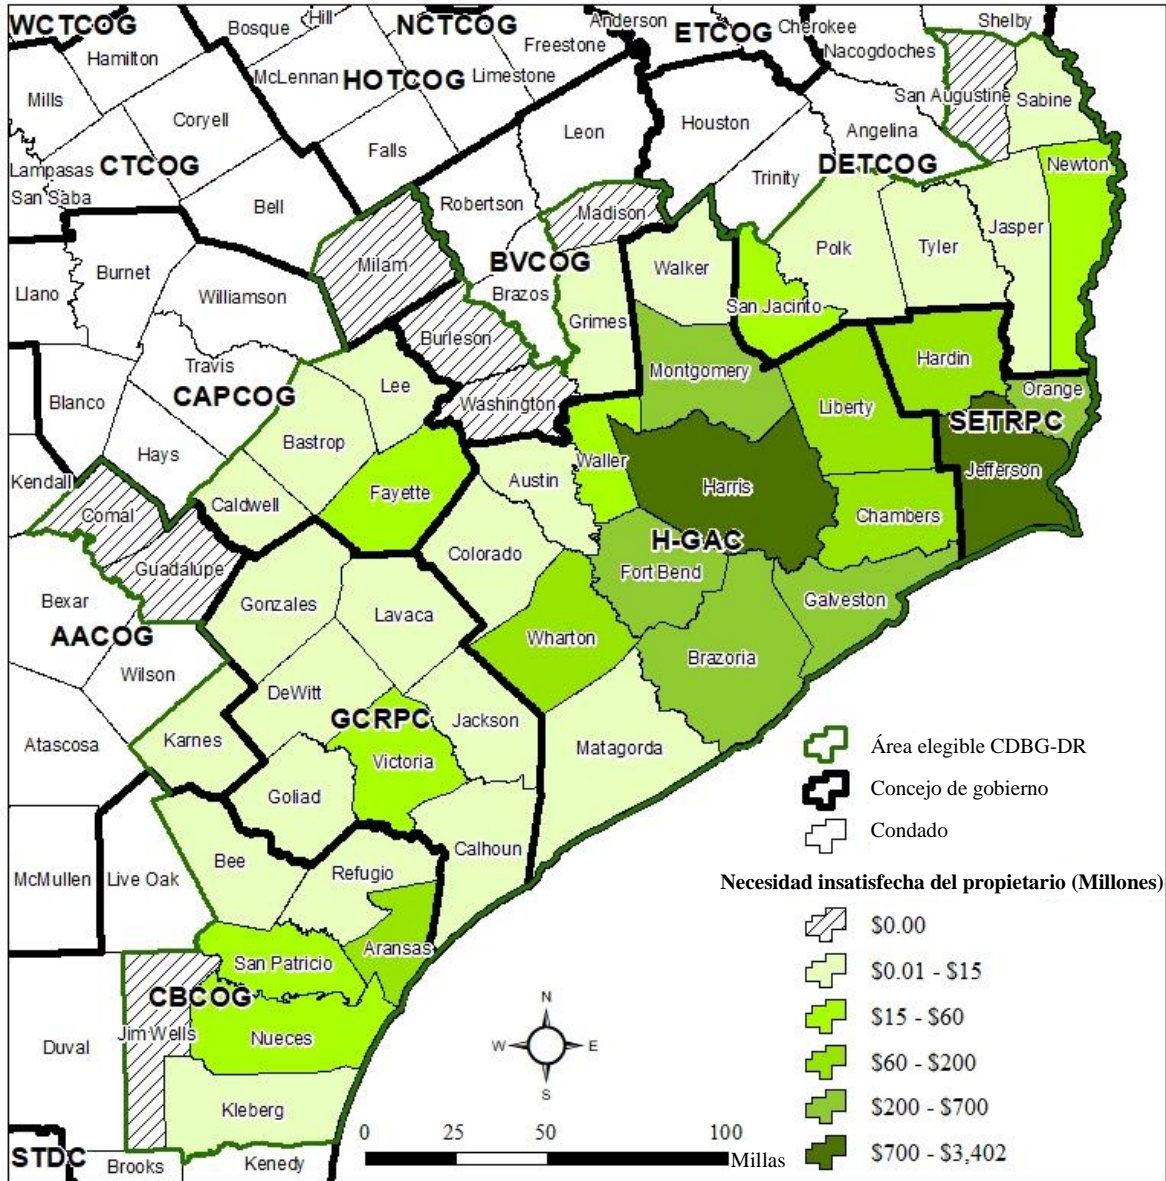 WCTCOG
Hamilton
Bosque
Hill
NCTCOG
Freestone
Anderson
ETCOG
Cherokee
Nacogdoches
Shelby
McLennan
HOTCOG
Limestone
Mills
Coryell
Falls
Leon
Houston
San Augustine
Sabine
Angelina
Lampasas
CTCOG
San Saba
Bell
Robertson
Madison
Trinity
DETCOG
Newton
Burnet
Milam
BVCOG
Walker
Polk
Tyler
Jasper
Llano
Williamson
Brazos
San Jacinto
Burleson
Grimes
Travis
Lee
Montgomery
Hardin
Orange
Blanco
CAPCOG
Washington
Liberty
SETRPC
Hays
Bastrop
Waller
Jefferson
Kendall
Caldwell
Fayette
Austin
Harris
Chambers
Comal
Colorado
H-GAC
Fort Bend
Guadalupe
Gonzales
Lavaca
Galveston
Bexar
AACOG
Wilson
Wharton
Brazoria
DeWitt
Jackson
Atascosa
Karnes
GCRPC
Victoria
Matagorda
Goliad
Calhoun
McMullen
Live Oak
Bee
Refugio
Aransas
San Patricio
CBCOG
Duval
Jim Wells
Nueces
Kleberg
STDC
Brooks
Kenedy
Área elegible CDBG-DR
Concejo de gobierno
Condado
Necesidad insatisfecha del propietario (Millones)
$0.00
$0.01 - $15
$15 - $60
$60 - $200
$200 - $700
$700 - $3,402
N
W
E
S
0
25
50
100
Millas